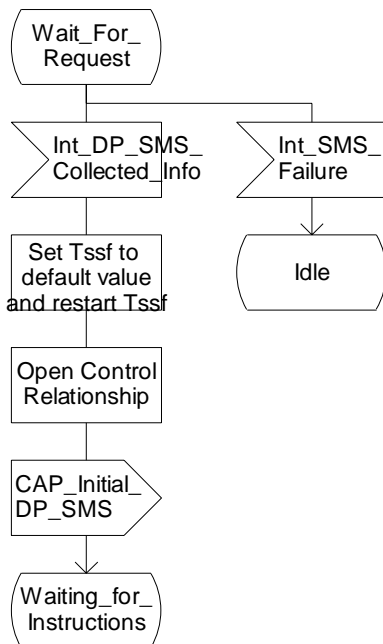 Wait_For_
Request
Int_DP_SMS_
Collected_Info
Int_SMS_
Failure
Set Tssf to
default value
and restart Tssf
Idle
Open Control
Relationship
CAP_Initial_
DP_SMS
Waiting_for_
Instructions